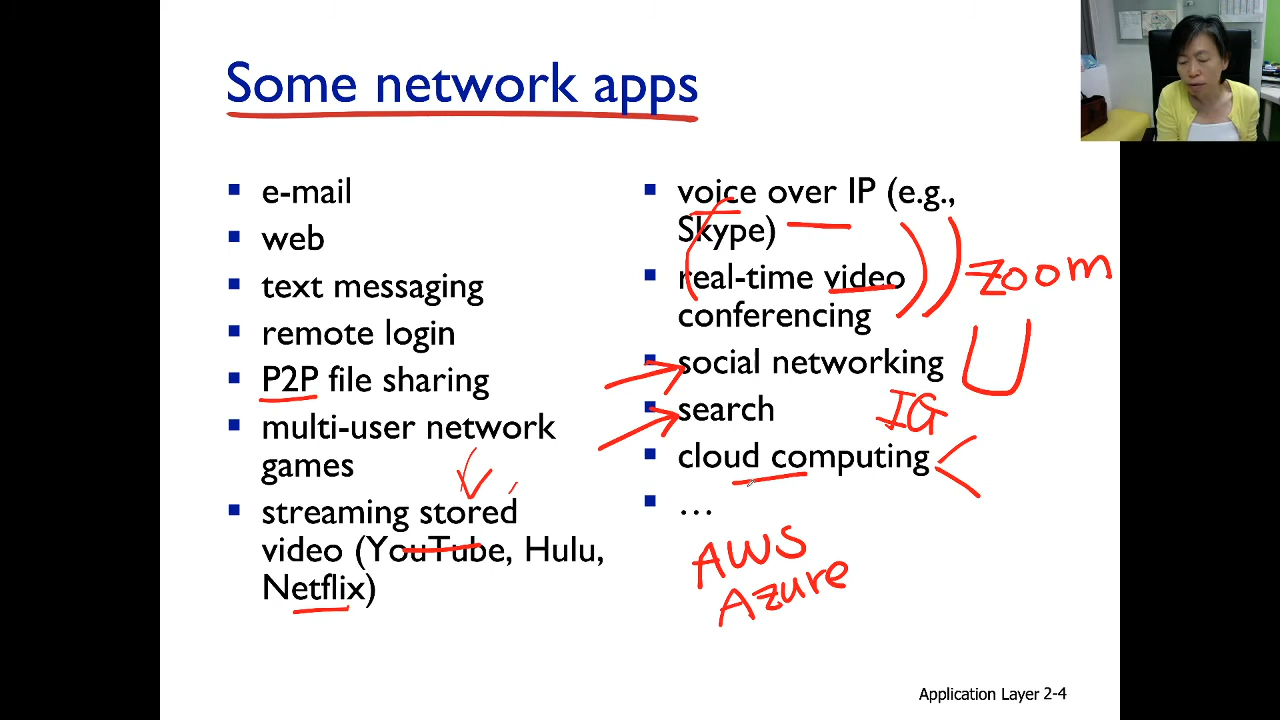 Some network apps
e-mail
web
text messaging
remote login
P2P file sharing
multi-user network
games
streaming stored
video (YouTube, Hulu,
Netflix)
voice over IP (e.g.,
Skype)
real-time video
conferencing
zoom
social networking
search
IG
cloud computing
…
AWS
Azure
Application Layer 2-4